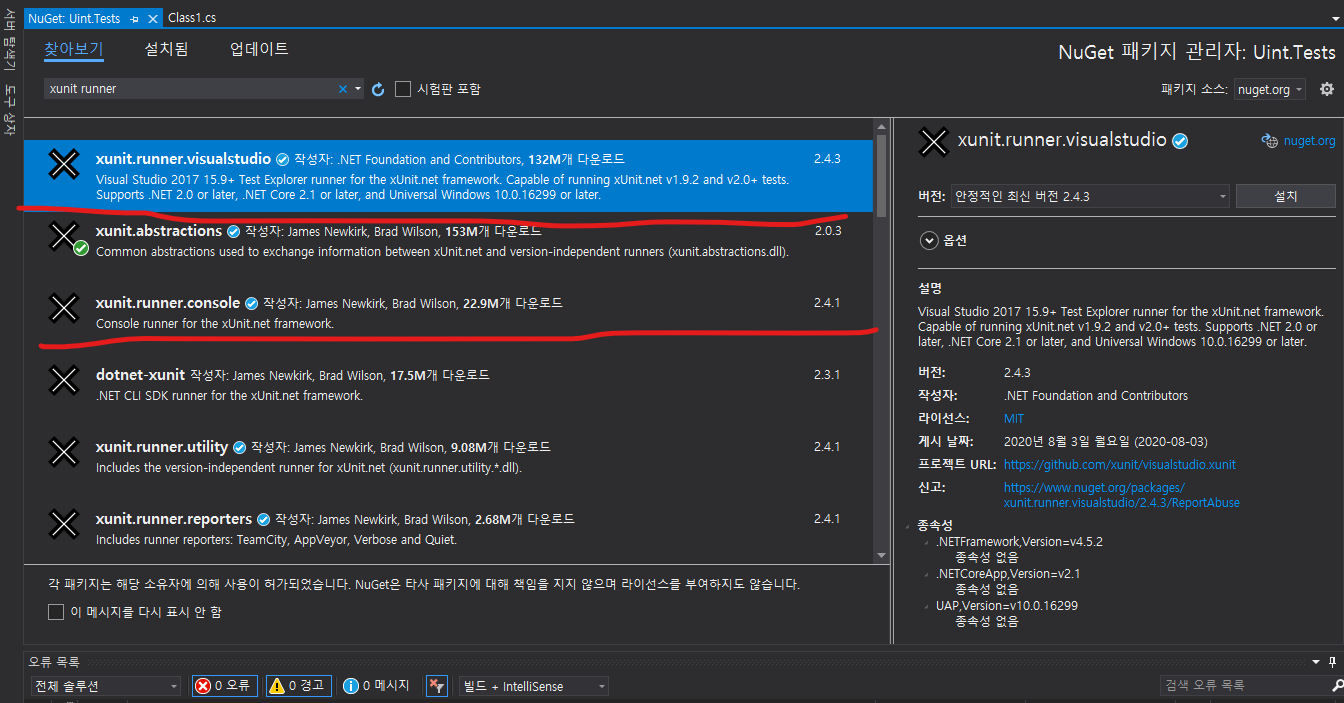 서버 탐색기
도구 상자
NuGet: Uint.Tests
Class1.cs
찾아보기 설치됨 업데이트
NuGet 패키지 관리자: Uint.Tests
xunit runner
시험판 포함
패키지 소스: nuget.org
xunit.runner.visualstudio 작성자: .NET Foundation and Contributors, 132M개 다운로드 2.4.3
Visual Studio 2017 15.9+ Test Explorer runner for the xUnit.net framework. Capable of running xUnit.net v1.9.2 and v2.0+ tests.
Supports .NET 2.0 or later, .NET Core 2.1 or later, and Universal Windows 10.0.16299 or later.
xunit.abstractions 작성자: James Newkirk, Brad Wilson, 153M개 다운로드 2.0.3
Common abstractions used to exchange information between xUnit.net and version-independent runners (xunit.abstractions.dll).
xunit.runner.console 작성자: James Newkirk, Brad Wilson, 22.9M개 다운로드 2.4.1
Console runner for the xUnit.net framework.
dotnet-xunit 작성자: James Newkirk, Brad Wilson, 17.5M개 다운로드 2.3.1
.NET CLI SDK runner for the xUnit.net framework.
xunit.runner.utility 작성자: James Newkirk, Brad Wilson, 9.08M개 다운로드 2.4.1
Includes the version-independent runner for xUnit.net (xunit.runner.utility.*.dll).
xunit.runner.reporters 작성자: James Newkirk, Brad Wilson, 2.68M개 다운로드 2.4.1
Includes runner reporters: TeamCity, AppVeyor, Verbose and Quiet.
각 패키지는 해당 소유자에 의해 사용이 허가되었습니다. NuGet은 타사 패키지에 대해 책임을 지지 않으며 라이선스를 부여하지도 않습니다.
이 메시지를 다시 표시 안 함
xunit.runner.visualstudio
nuget.org
버전: 안정적인 최신 버전 2.4.3 설치
옵션
설명
Visual Studio 2017 15.9+ Test Explorer runner for the xUnit.net framework.
Capable of running xUnit.net v1.9.2 and v2.0+ tests. Supports .NET 2.0 or
later, .NET Core 2.1 or later, and Universal Windows 10.0.16299 or later.
버전: 2.4.3
작성자: .NET Foundation and Contributors
라이선스: MIT
게시 날짜: 2020년 8월 3일 월요일 (2020-08-03)
프로젝트 URL: https://github.com/xunit/visualstudio.xunit
신고: https://www.nuget.org/packages/
xunit.runner.visualstudio/2.4.3/ReportAbuse
종속성
.NETFramework,Version=v4.5.2
종속성 없음
.NETCoreApp,Version=v2.1
종속성 없음
UAP,Version=v10.0.16299
종속성 없음
오류 목록
전체 솔루션 0 오류 0 경고 0 메시지 빌드 + IntelliSense 검색 오류 목록